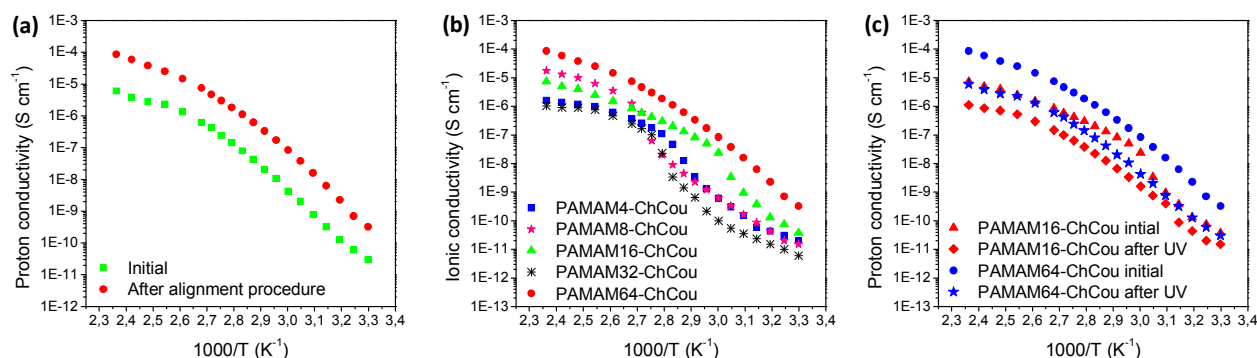 (a)
Proton conductivity (S cm⁻¹)
1E-3
1E-4
1E-5
1E-6
1E-7
1E-8
1E-9
1E-10
1E-11
1E-12
Initial
After alignment procedure
2,3 2,4 2,5 2,6 2,7 2,8 2,9 3,0 3,1 3,2 3,3 3,4
1000/T (K⁻¹)
(b)
Ionic conductivity (S cm⁻¹)
1E-3
1E-4
1E-5
1E-6
1E-7
1E-8
1E-9
1E-10
1E-11
1E-12
1E-13
PAMAM4-ChCou
PAMAM8-ChCou
PAMAM16-ChCou
PAMAM32-ChCou
PAMAM64-ChCou
2,3 2,4 2,5 2,6 2,7 2,8 2,9 3,0 3,1 3,2 3,3 3,4
1000/T (K⁻¹)
(c)
Proton conductivity (S cm⁻¹)
1E-3
1E-4
1E-5
1E-6
1E-7
1E-8
1E-9
1E-10
1E-11
1E-12
1E-13
PAMAM16-ChCou intial
PAMAM16-ChCou after UV
PAMAM64-ChCou initial
PAMAM64-ChCou after UV
2,3 2,4 2,5 2,6 2,7 2,8 2,9 3,0 3,1 3,2 3,3 3,4
1000/T (K⁻¹)